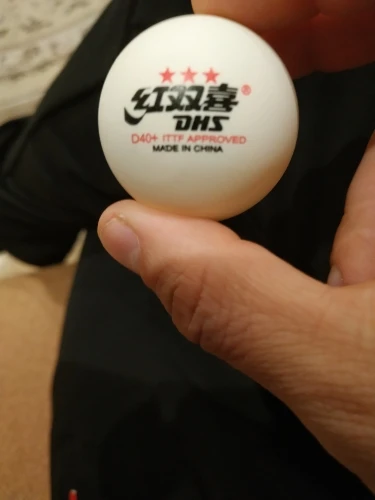 ★★★
红双喜®
DHS
D40+ ITTF APPROVED
MADE IN CHINA